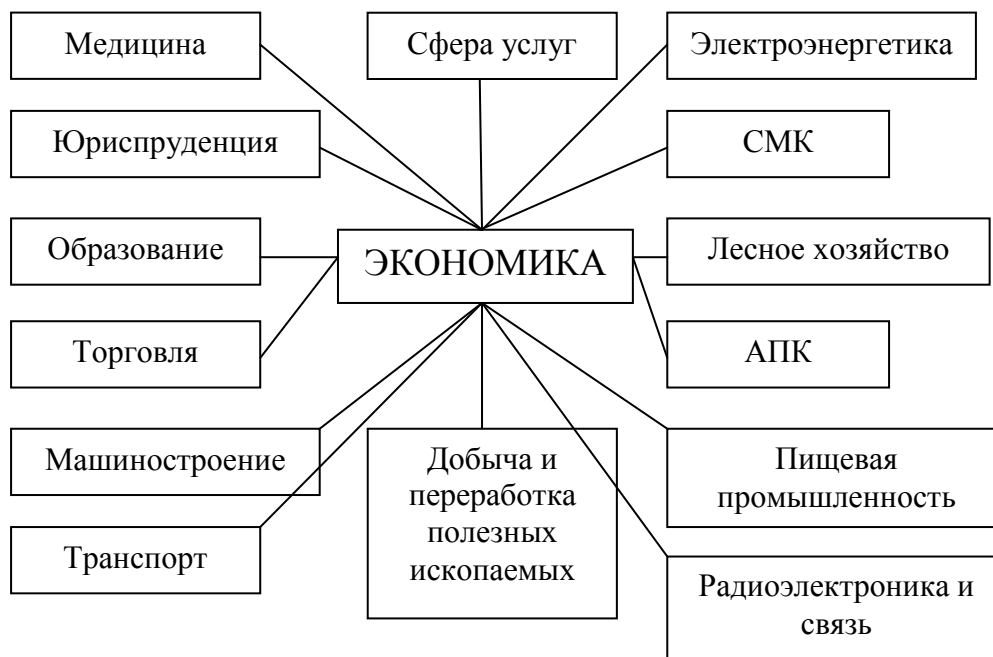 Медицина
Сфера услуг
Электроэнергетика
Юриспруденция
СМК
Образование
ЭКОНОМИКА
Лесное хозяйство
Торговля
АПК
Машиностроение
Добыча и
переработка
полезных
ископаемых
Пищевая
промышленность
Транспорт
Радиоэлектроника и
связь